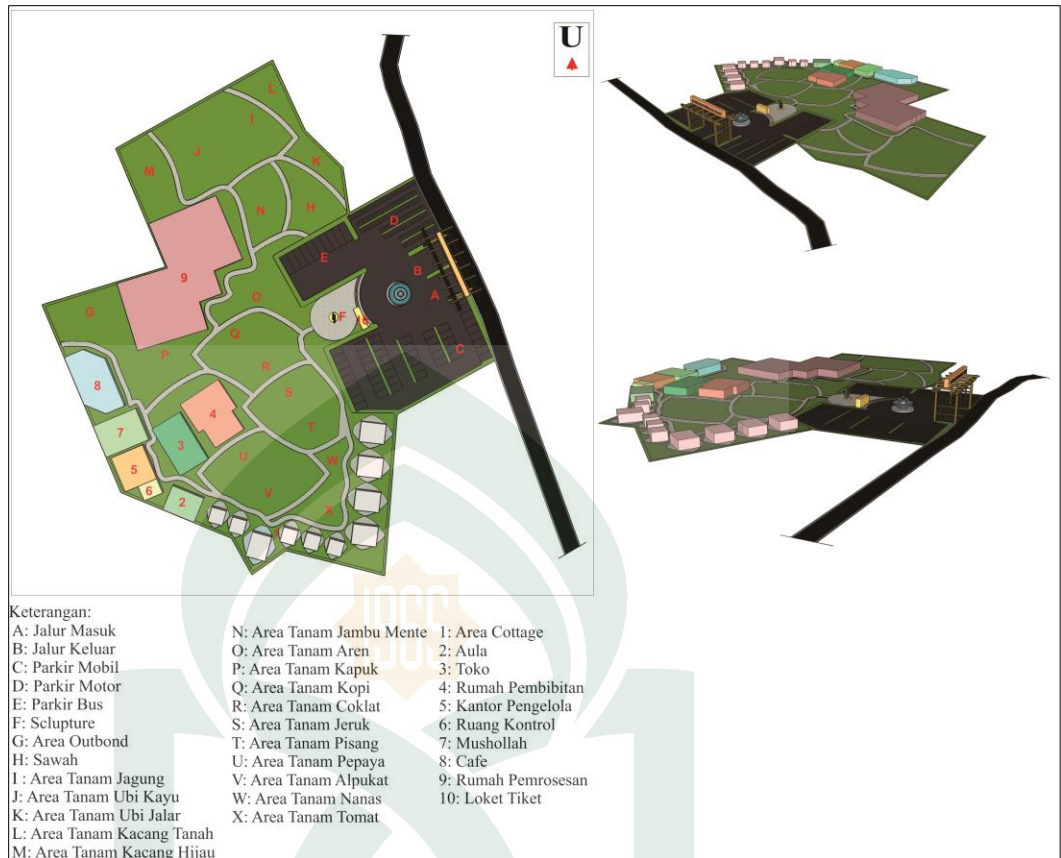 U
L
I
J
K
M
N
H
D
E
B
9
A
O
G
F
Q
C
P
R
8
S
4
7
3
T
U
W
5
6
V
2
X
1969
Keterangan:
A: Jalur Masuk
B: Jalur Keluar
C: Parkir Mobil
D: Parkir Motor
E: Parkir Bus
F: Sclupture
G: Area Outbond
H: Sawah
I : Area Tanam Jagung
J: Area Tanam Ubi Kayu
K: Area Tanam Ubi Jalar
L: Area Tanam Kacang Tanah
M: Area Tanam Kacang Hijau
N: Area Tanam Jambu Mente
O: Area Tanam Aren
P: Area Tanam Kapuk
Q: Area Tanam Kopi
R: Area Tanam Coklat
S: Area Tanam Jeruk
T: Area Tanam Pisang
U: Area Tanam Pepaya
V: Area Tanam Alpukat
W: Area Tanam Nanas
X: Area Tanam Tomat
1: Area Cottage
2: Aula
3: Toko
4: Rumah Pembibitan
5: Kantor Pengelola
6: Ruang Kontrol
7: Mushollah
8: Cafe
9: Rumah Pemrosesan
10: Loket Tiket